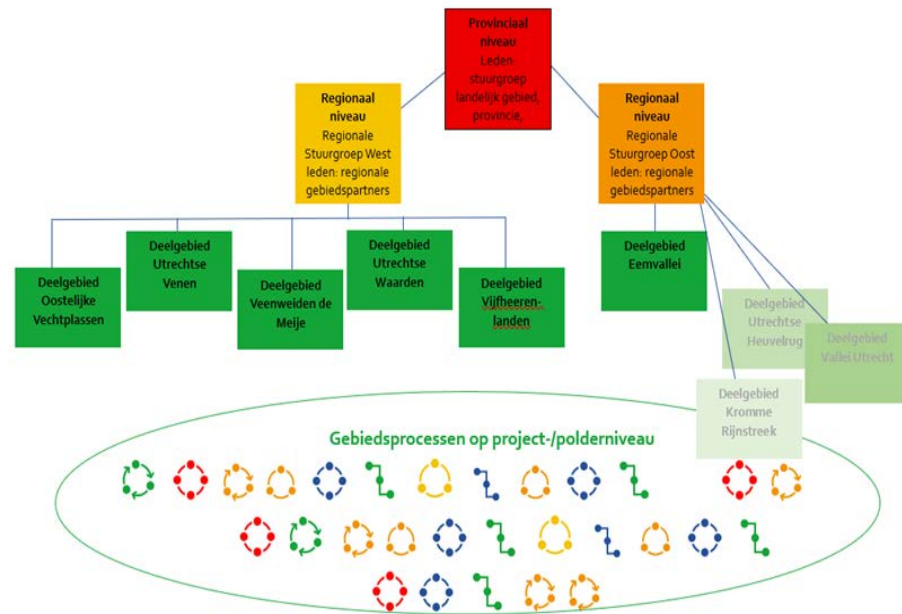 Provinciaal
niveau
Leden
stuurgroep
landelijk gebied,
provincie,
Regionaal
niveau
Regionale
Stuurgroep West
leden: regionale
gebiedspartners
Regionaal
niveau
Regionale
Stuurgroep Oost
leden: regionale
gebiedspartners
Deelgebied
Oostelijke
Vechtplassen
Deelgebied
Utrechtse
Venen
Deelgebied
Veenweiden de
Meije
Deelgebied
Utrechtse
Waarden
Deelgebied
Vijfheeren-
landen
Deelgebied
Eemvallei
Deelgebied
Utrechtse
Heuvelrug
Deelgebied
Vallei Utrecht
Deelgebied
Kromme
Rijnstreek
Gebiedsprocessen op project-/polderniveau